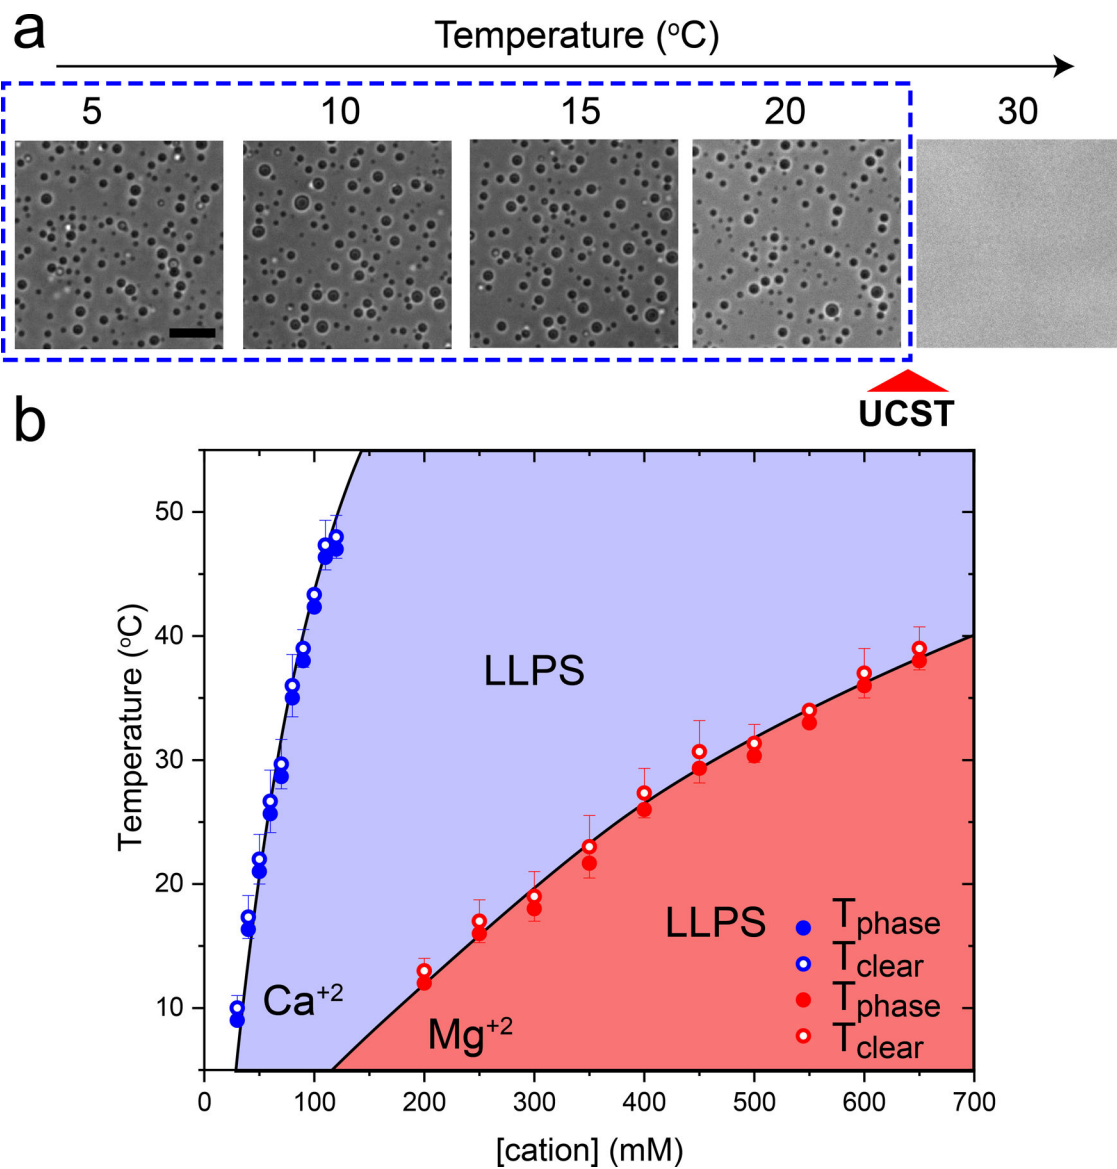 a
Temperature (°C)
5 10 15 20 30
UCST
b
Temperature (°C)
50
40
30
20
10
LLPS
LLPS
Ca+2
Mg+2
Tphase
Tclear
Tphase
Tclear
0 100 200 300 400 500 600 700
[cation] (mM)